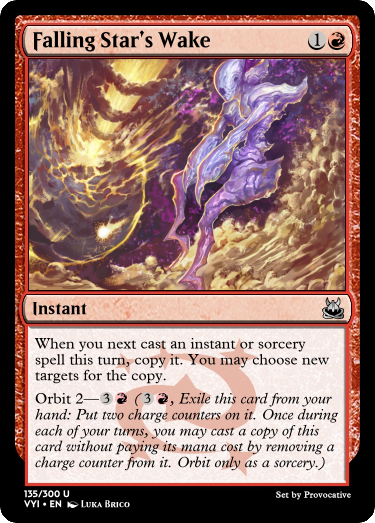 Falling Star's Wake 1
Instant
When you next cast an instant or sorcery
spell this turn, copy it. You may choose new
targets for the copy.
Orbit 2—3 (3, Exile this card from your
hand: Put two charge counters on it. Once during
each of your turns, you may cast a copy of this
card without paying its mana cost by removing a
charge counter from it. Orbit only as a sorcery.)
135/300 U
VYI • EN Luka Brico
Set by Provocative